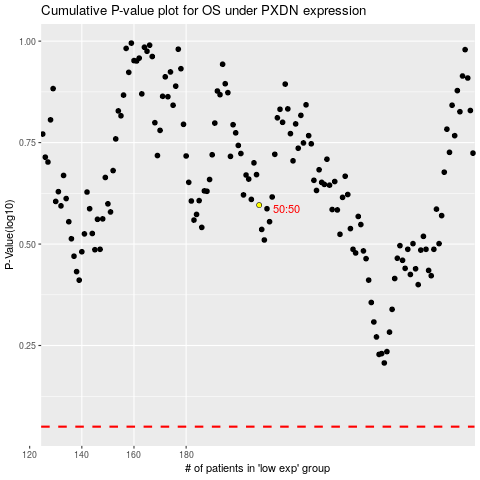 Cumulative P-value plot for OS under PXDN expression
1.00
0.75
0.50
0.25
P-Value(log10)
50:50
120 140 160 180
# of patients in 'low exp' group